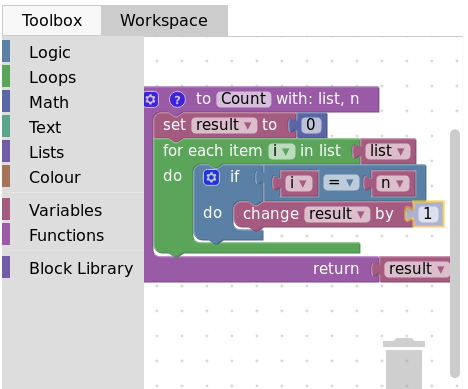 Toolbox Workspace
Logic
Loops
Math
Text
Lists
Colour
Variables
Functions
Block Library
? to Count with: list, n
set result to 0
for each item i in list list
do if i = n
do change result by 1
return result